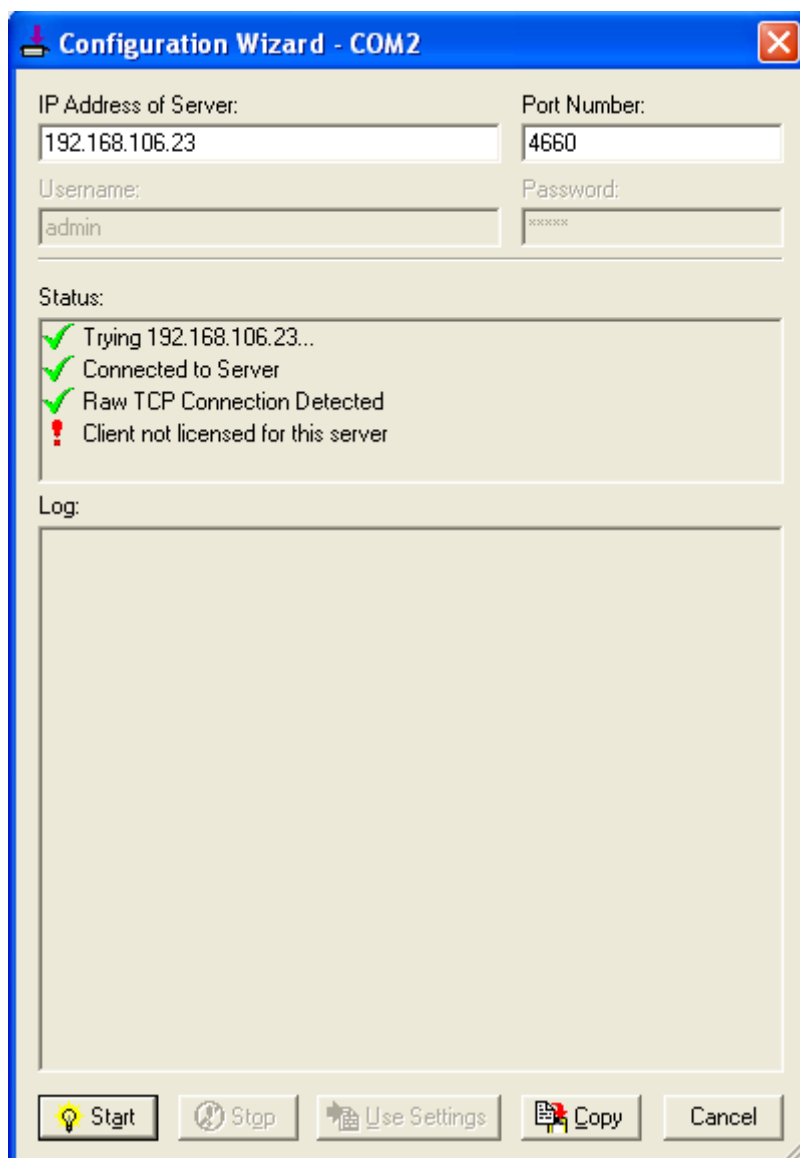 Configuration Wizard - COM2
IP Address of Server: Port Number:
192.168.106.23 4660
Username: Password:
admin *****
Status:
Trying 192.168.106.23...
Connected to Server
Raw TCP Connection Detected
Client not licensed for this server
Log:
Start Stop Use Settings Copy Cancel